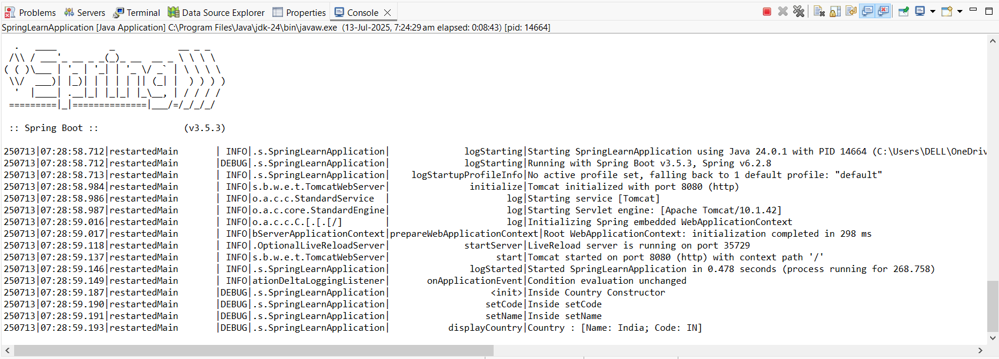 Problems Servers Terminal Data Source Explorer Properties Console
SpringLearnApplication [Java Application] C:\Program Files\Java\jdk-24\bin\javaw.exe (13-Jul-2025, 7:24:29 am elapsed: 0:08:43) [pid: 14664]
  .   ____          _            __ _ _
 /\\ / ___'_ __ _ _(_)_ __  __ _ \ \ \ \
( ( )\___ | '_ | '_| | '_ \/ _` | \ \ \ \
 \\/  ___)| |_)| | | | | || (_| |  ) ) ) )
  '  |____| .__|_| |_|_| |_\__, | / / / /
 =========|_|==============|___/=/_/_/_/
 :: Spring Boot ::                (v3.5.3)
250713|07:28:58.712|restartedMain       | INFO|.s.SpringLearnApplication|              logStarting|Starting SpringLearnApplication using Java 24.0.1 with PID 14664 (C:\Users\DELL\OneDriv
250713|07:28:58.712|restartedMain       |DEBUG|.s.SpringLearnApplication|              logStarting|Running with Spring Boot v3.5.3, Spring v6.2.8
250713|07:28:58.713|restartedMain       | INFO|.s.SpringLearnApplication|    logStartupProfileInfo|No active profile set, falling back to 1 default profile: "default"
250713|07:28:58.984|restartedMain       | INFO|s.b.w.e.t.TomcatWebServer|               initialize|Tomcat initialized with port 8080 (http)
250713|07:28:58.986|restartedMain       | INFO|o.a.c.c.StandardService  |                      log|Starting service [Tomcat]
250713|07:28:58.987|restartedMain       | INFO|o.a.c.core.StandardEngine|                      log|Starting Servlet engine: [Apache Tomcat/10.1.42]
250713|07:28:59.016|restartedMain       | INFO|o.a.c.c.C.[.[.[/]        |                      log|Initializing Spring embedded WebApplicationContext
250713|07:28:59.017|restartedMain       | INFO|bServerApplicationContext|prepareWebApplicationContext|Root WebApplicationContext: initialization completed in 298 ms
250713|07:28:59.118|restartedMain       | INFO|.OptionalLiveReloadServer|              startServer|LiveReload server is running on port 35729
250713|07:28:59.137|restartedMain       | INFO|s.b.w.e.t.TomcatWebServer|                    start|Tomcat started on port 8080 (http) with context path '/'
250713|07:28:59.146|restartedMain       | INFO|.s.SpringLearnApplication|               logStarted|Started SpringLearnApplication in 0.478 seconds (process running for 268.758)
250713|07:28:59.149|restartedMain       | INFO|ationDeltaLoggingListener|       onApplicationEvent|Condition evaluation unchanged
250713|07:28:59.187|restartedMain       |DEBUG|.s.SpringLearnApplication|                   <init>|Inside Country Constructor
250713|07:28:59.190|restartedMain       |DEBUG|.s.SpringLearnApplication|                  setCode|Inside setCode
250713|07:28:59.191|restartedMain       |DEBUG|.s.SpringLearnApplication|                  setName|Inside setName
250713|07:28:59.193|restartedMain       |DEBUG|.s.SpringLearnApplication|           displayCountry|Country : [Name: India; Code: IN]